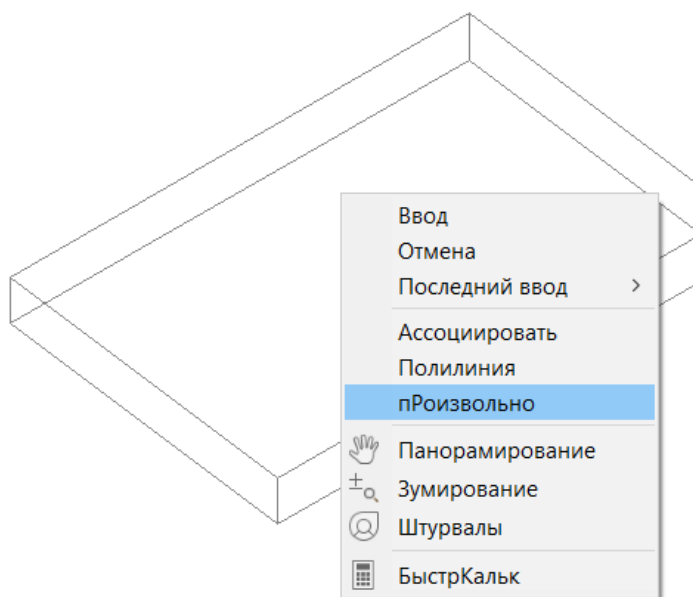 Ввод
Отмена
Последний ввод
Ассоциировать
Полилиния
пРоизвольно
Панорамирование
Зумирование
Штурвалы
БыстрКальк